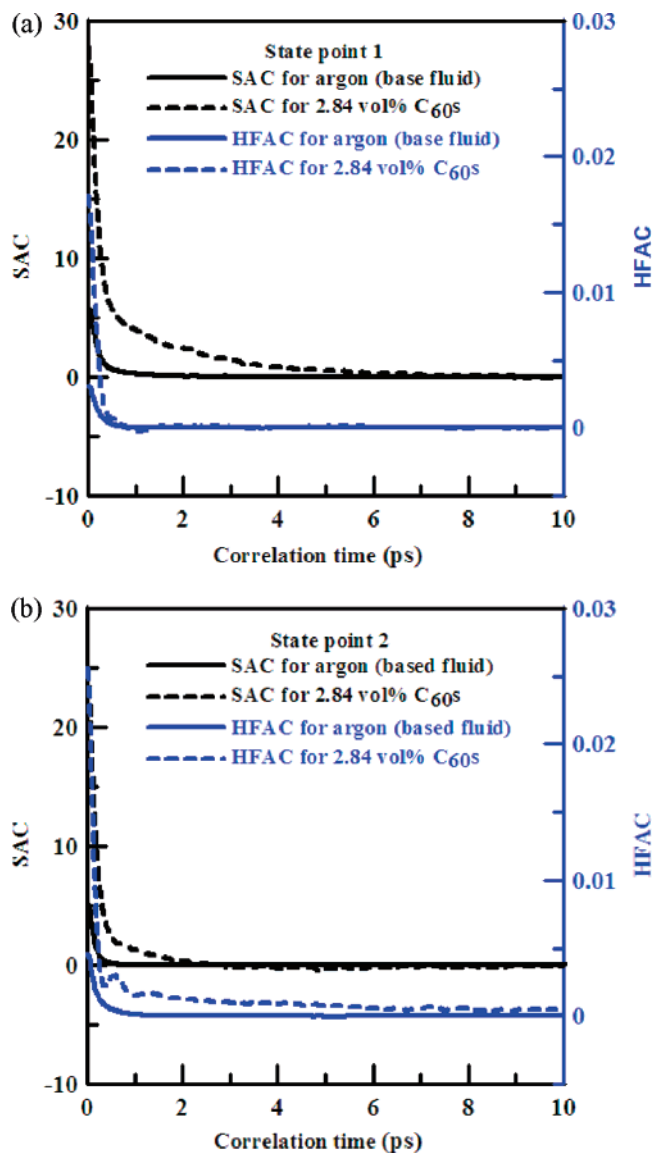 (a)
30
0.03
State point 1
SAC for argon (base fluid)
SAC for 2.84 vol% C60s
HFAC for argon (base fluid)
HFAC for 2.84 vol% C60s
20
0.02
SAC
HFAC
10
0.01
0
0
-10
0
2
4
6
8
10
Correlation time (ps)
(b)
30
0.03
State point 2
SAC for argon (based fluid)
SAC for 2.84 vol% C60s
HFAC for argon (based fluid)
HFAC for 2.84 vol% C60s
20
0.02
SAC
HFAC
10
0.01
0
0
-10
0
2
4
6
8
10
Correlation time (ps)